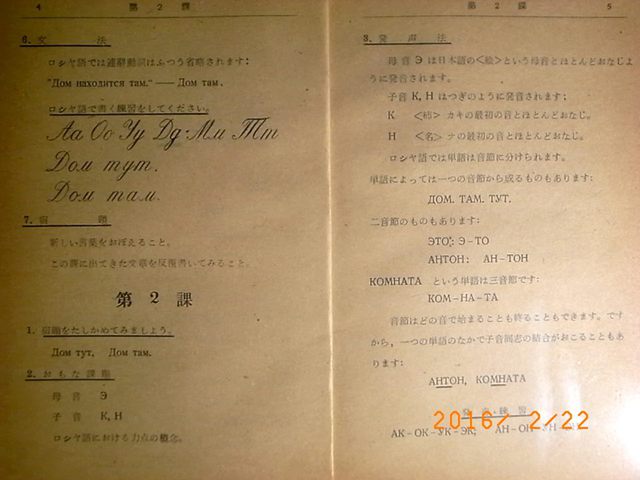 4 第 2 課
6. 文 法
ロシヤ語では連辞動詞はふつう省略されます:
"Дом находится там." — Дом там.
ロシヤ語で書く練習をしてください。
Аа Оо Уу Дд Мм Тт
Дом тут.
Дом там.
7. 宿 題
新しい言葉をおぼえること。
この課に出てきた文章を反復書いてみること。
第 2 課
1. 宿題をたしかめてみましょう。
Дом тут, Дом там.
2. おもな課題
母 音 Э
子 音 К, Н
ロシヤ語における力点の概念。
第 2 課 5
3. 発 声 法
母 音 Э は日本語の<絵>という母音とほとんどおなじよ
うに発音されます。
子音 К, Н はつぎのように発音されます:
К <柿> カキの最初の音とほとんどおなじ。
Н <名> ナの最初の音とほとんどおなじ。
ロシヤ語では単語は音節に分けられます。
単語によっては一つの音節から成るものもあります:
ДОМ. ТАМ. ТУТ.
二音節のものもあります:
ЭТО: Э-ТО
АНТОН: АН-ТОН
КОМНАТА という単語は三音節です:
КОМ-НА-ТА
音節はどの音で始まることも終ることもできます。です
から、一つの単語のなかで子音同志の結合がおこることもあ
ります:
АНТОН, КОМНАТА
発 音 練 習
АК-ОК-УК-ЭК; АН-ОН-
2016/ 2/22